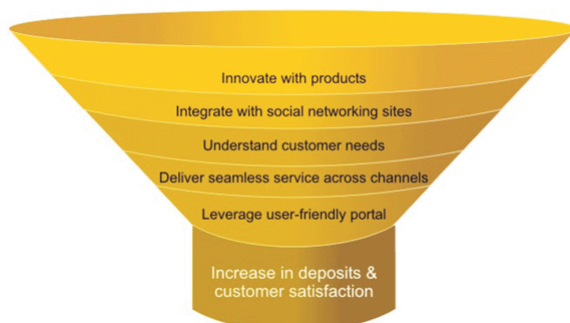 Innovate with products
Integrate with social networking sites
Understand customer needs
Deliver seamless service across channels
Leverage user-friendly portal
Increase in deposits &
customer satisfaction